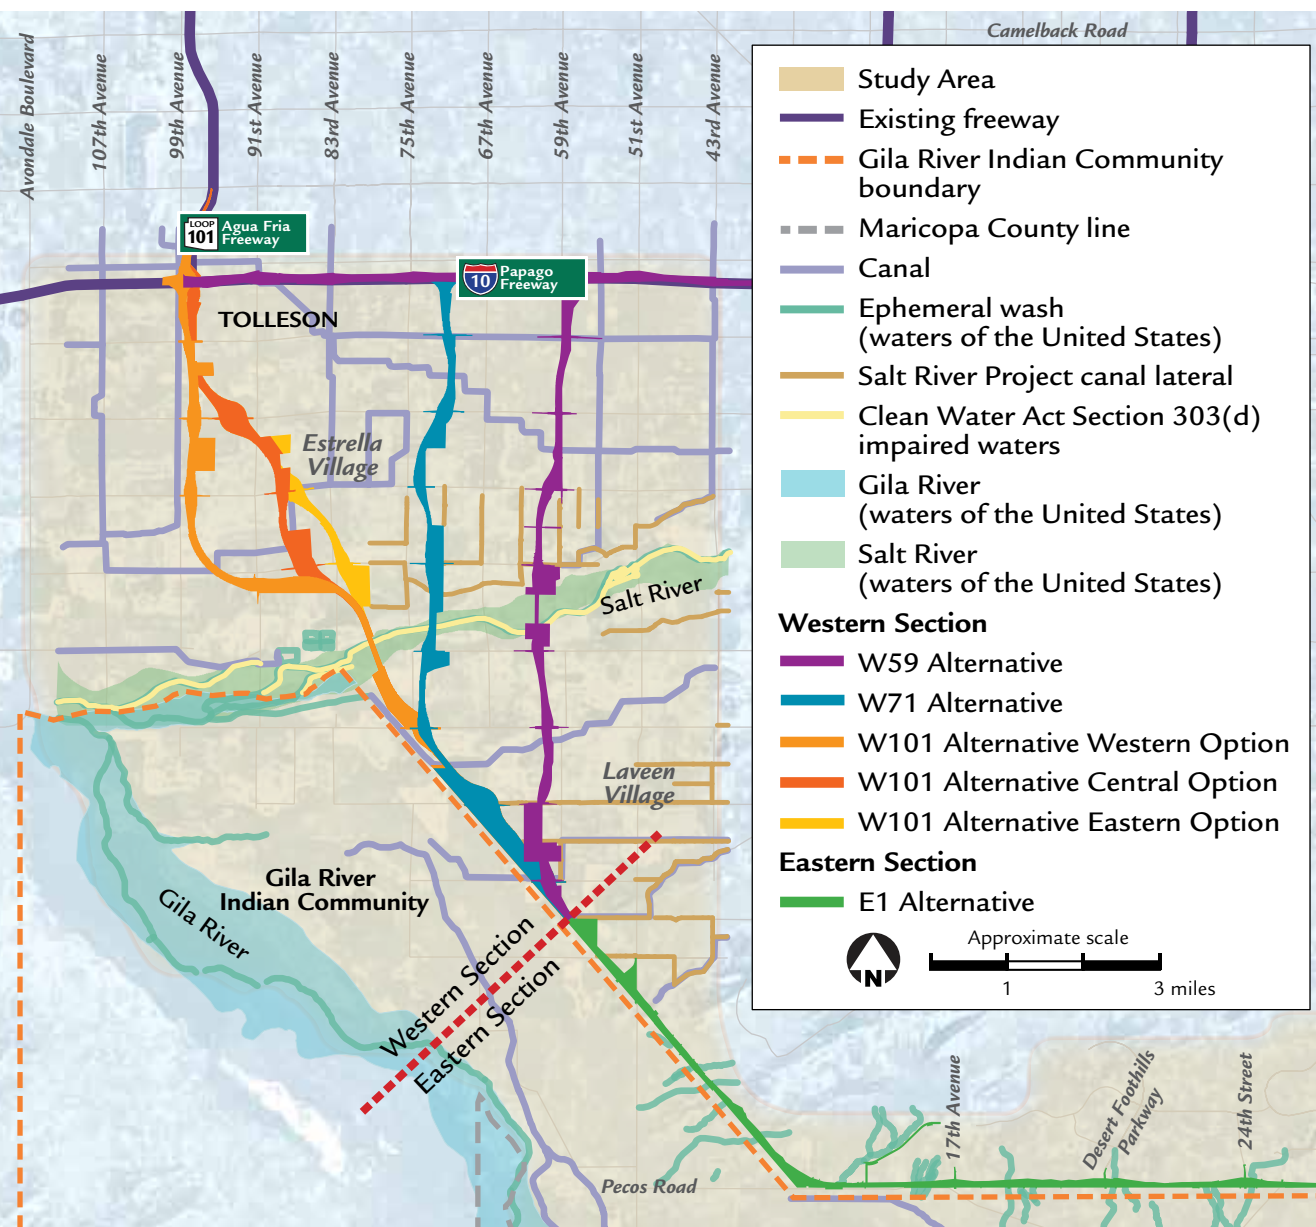 Camelback Road
Avondale Boulevard
107th Avenue
99th Avenue
91st Avenue
83rd Avenue
75th Avenue
67th Avenue
59th Avenue
51st Avenue
43rd Avenue
LOOP
101
Agua Fria
Freeway
10
Papago
Freeway
TOLLESON
Estrella
Village
Salt River
Laveen
Village
Gila River
Indian Community
Gila River
Western Section
Eastern Section
Pecos Road
17th Avenue
Desert Foothills
Parkway
24th Street
Study Area
Existing freeway
Gila River Indian Community
boundary
Maricopa County line
Canal
Ephemeral wash
(waters of the United States)
Salt River Project canal lateral
Clean Water Act Section 303(d)
impaired waters
Gila River
(waters of the United States)
Salt River
(waters of the United States)
Western Section
W59 Alternative
W71 Alternative
W101 Alternative Western Option
W101 Alternative Central Option
W101 Alternative Eastern Option
Eastern Section
E1 Alternative
N
Approximate scale
1
3 miles